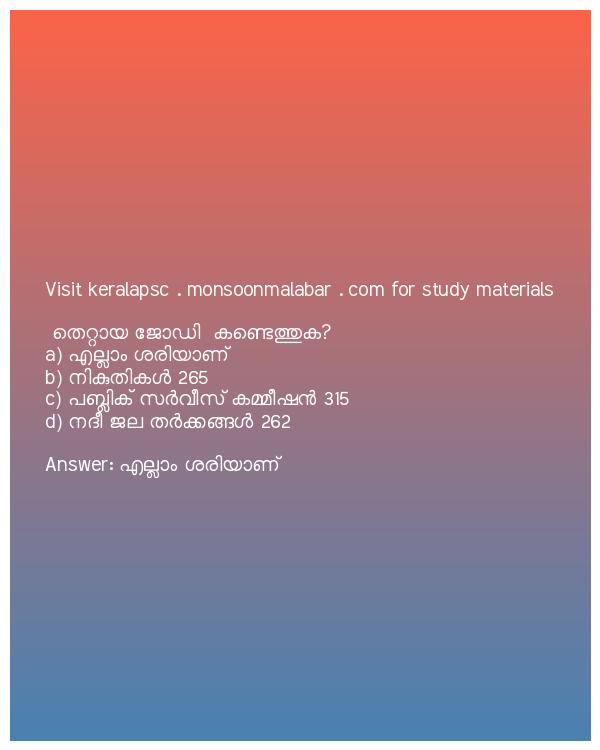 Visit keralapsc . monsoonmalabar . com for study materials
തെറ്റായ ജോഡി കണ്ടെത്തുക?
a) എല്ലാം ശരിയാണ്
b) നികുതികൾ 265
c) പബ്ലിക് സർവീസ് കമ്മീഷൻ 315
d) നദീ ജല തർക്കങ്ങൾ 262
Answer: എല്ലാം ശരിയാണ്